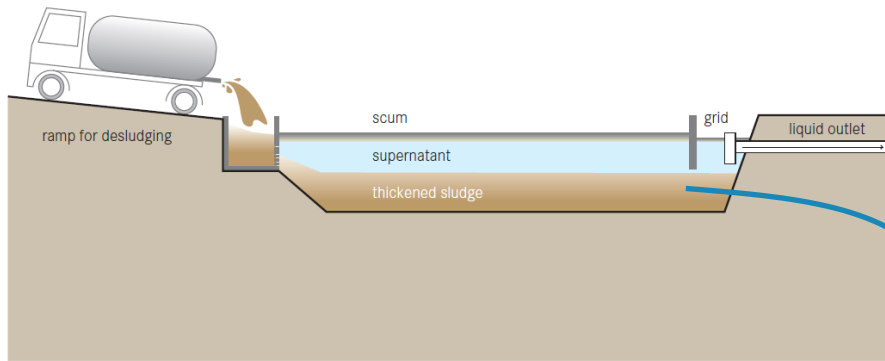 scum
grid
ramp for desludging
liquid outlet
supernatant
thickened sludge